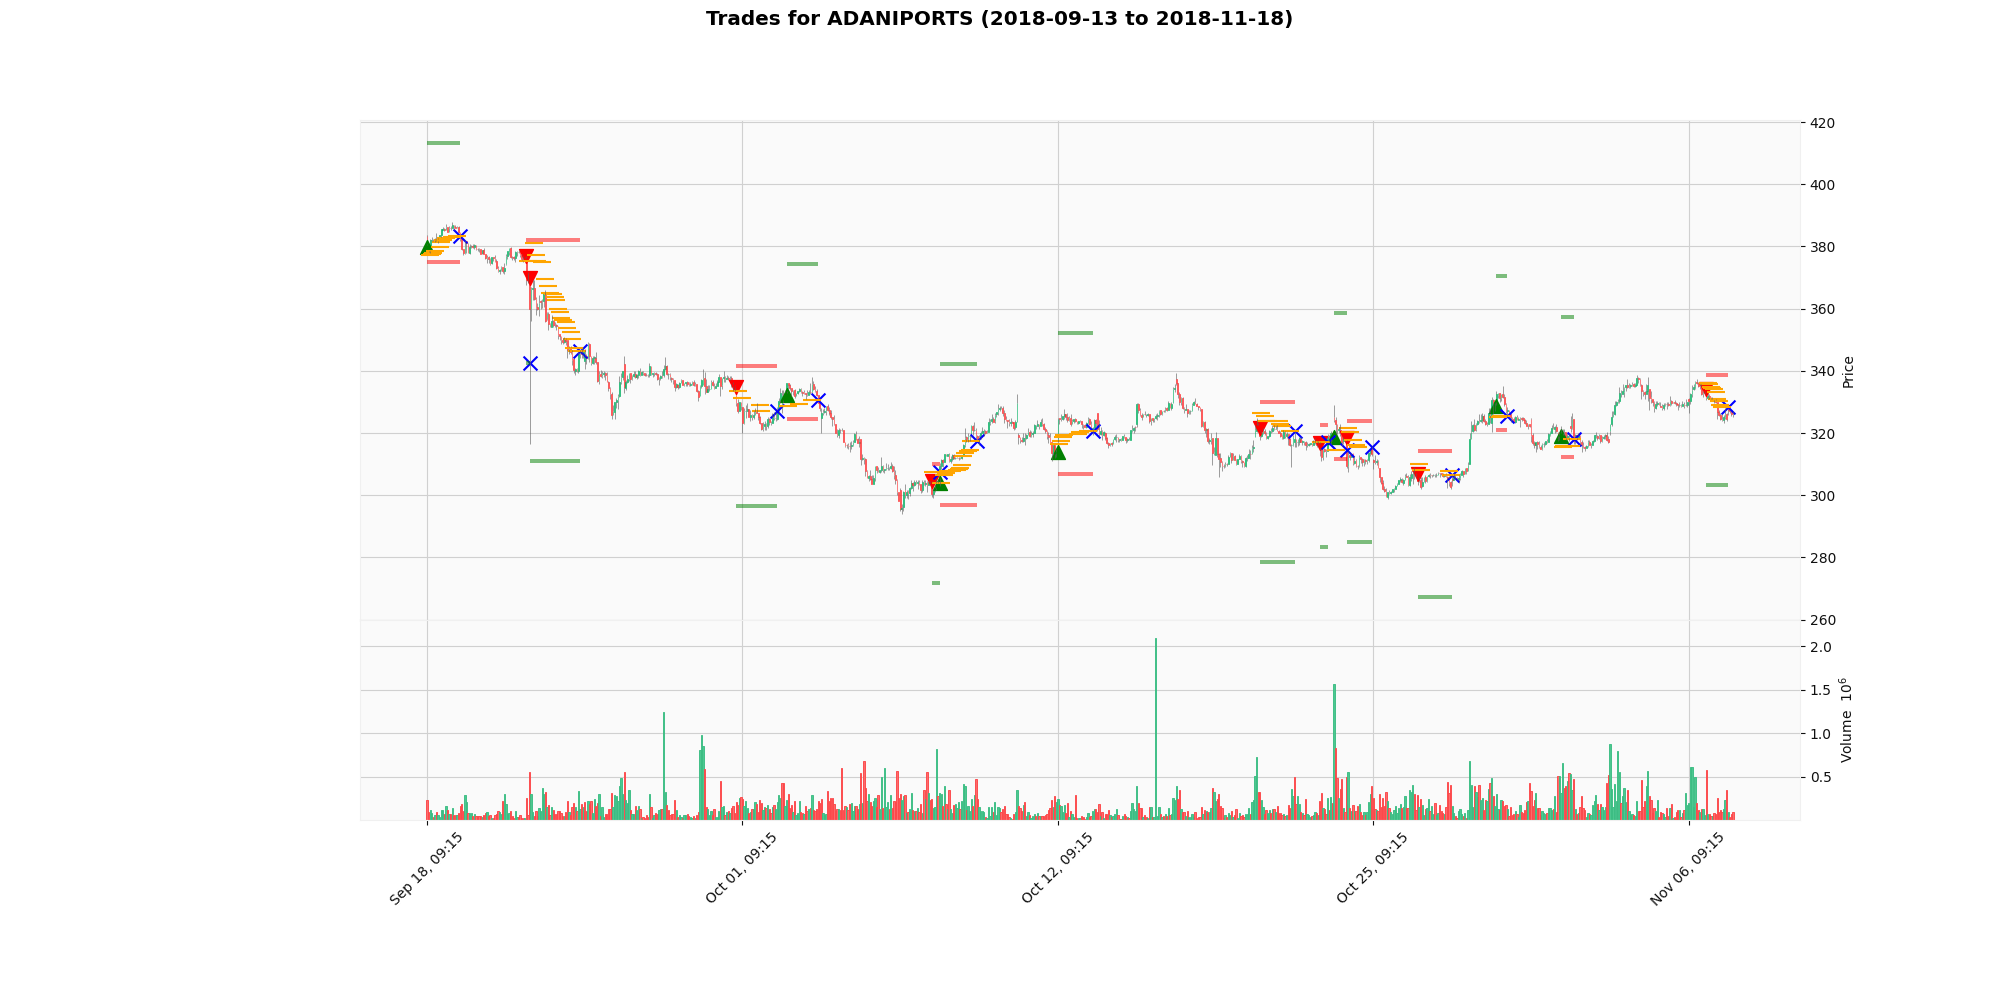 Trades for ADANIPORTS (2018-09-13 to 2018-11-18)
420
400
380
360
340
320
300
280
260
Price
2.0
1.5
1.0
0.5
Volume 10^6
Sep 18, 09:15
Oct 01, 09:15
Oct 12, 09:15
Oct 25, 09:15
Nov 06, 09:15